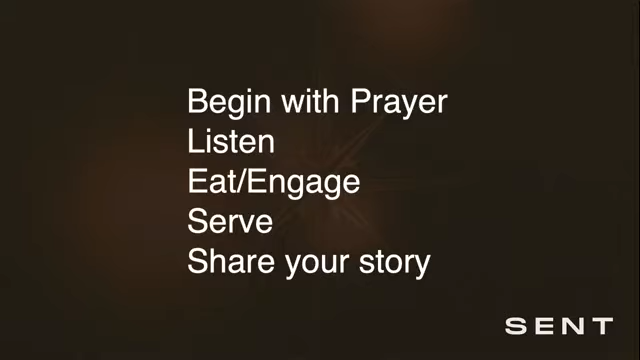 Begin with Prayer
Listen
Eat/Engage
Serve
Share your story
SENT